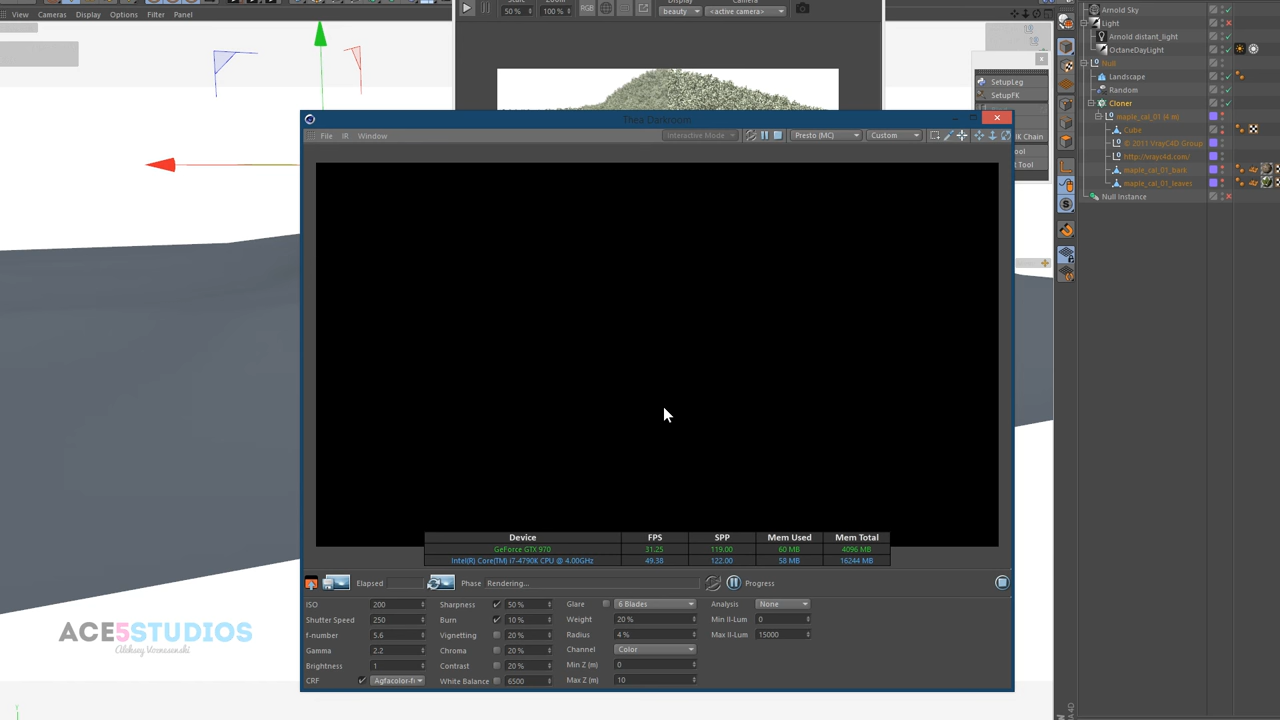 View Cameras Display Options Filter Panel
50 % 100 % RGB beauty <active camera>
Display
Arnold Sky
Light
Arnold distant_light
OctaneDayLight
Null
Landscape
Random
Cloner
maple_cal_01 (4 m)
Cube
© 2011 VrayC4D Group
http://vrayc4d.com/
maple_cal_01_bark
maple_cal_01_leaves
Null Instance
x
SetupLeg
SetupFK
IK Chain
Thea Darkroom
File IR Window Interactive Mode Presto (MC) Custom
Device FPS SPP Mem Used Mem Total
GeForce GTX 970 31.25 119.00 60 MB 4096 MB
Intel(R) Core(TM) i7-4790K CPU @ 4.00GHz 49.38 122.00 58 MB 16244 MB
Elapsed Phase Rendering... Progress
ISO 200 Sharpness 50 % Glare 6 Blades Analysis None
Shutter Speed 250 Burn 10 % Weight 20 % Min Il-Lum 0
f-number 5.6 Vignetting 20 % Radius 4 % Max Il-Lum 15000
Gamma 2.2 Chroma 20 % Channel Color
Brightness 1 Contrast 20 % Min Z (m) 0
CRF Agfacolor-fi White Balance 6500 Max Z (m) 10
ACE5STUDIOS
Aleksey Voznesenski
Y